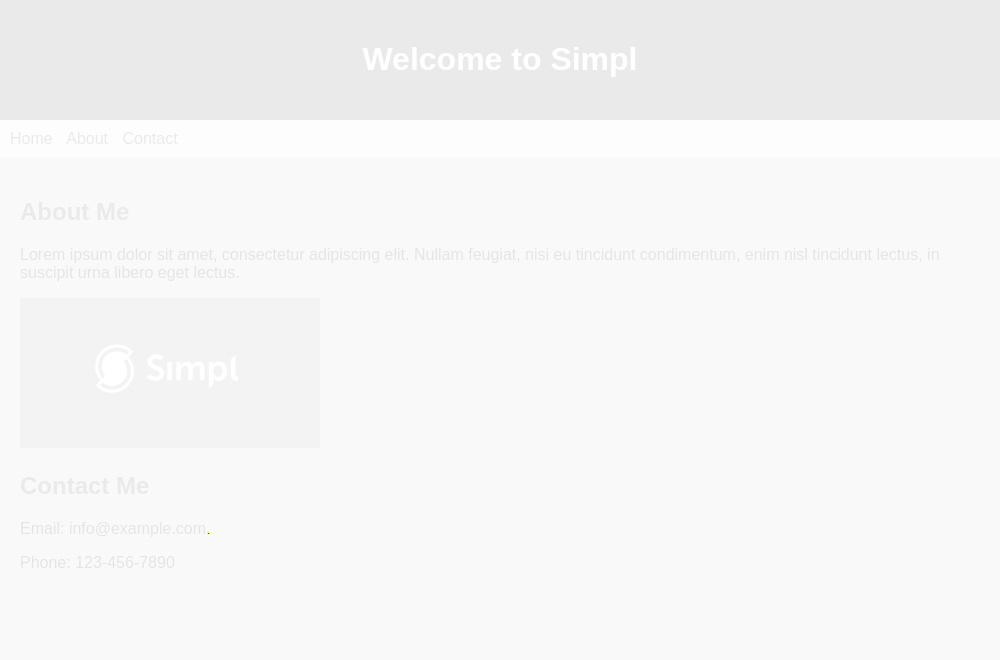 Welcome to Simpl
Home About Contact
About Me
Lorem ipsum dolor sit amet, consectetur adipiscing elit. Nullam feugiat, nisi eu tincidunt condimentum, enim nisl tincidunt lectus, in
suscipit urna libero eget lectus.
Simpl
Contact Me
Email: info@example.com.
Phone: 123-456-7890